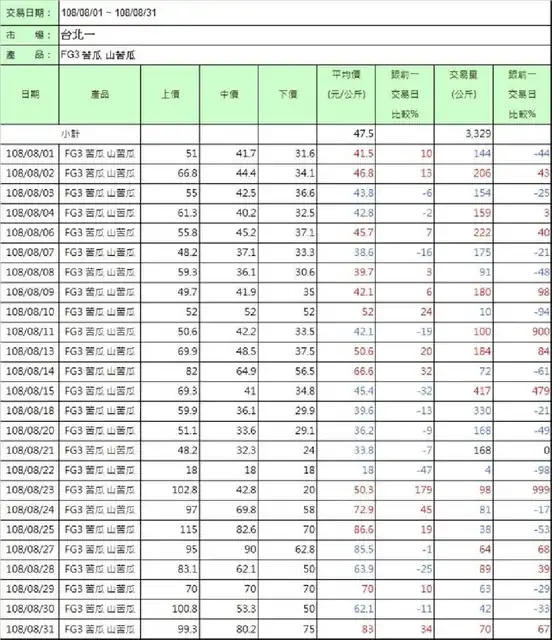 交易日期： 108/08/01 ~ 108/08/31
市 場： 台北一
產 品： FG3 苦瓜 山苦瓜
日期 產品 上價 中價 下價 平均價 (元/公斤) 跟前一 交易日 比較% 交易量 (公斤) 跟前一 交易日 比較%
小計 47.5 3,329
108/08/01 FG3 苦瓜 山苦瓜 51 41.7 31.6 41.5 10 144 -44
108/08/02 FG3 苦瓜 山苦瓜 66.8 44.4 34.1 46.8 13 206 43
108/08/03 FG3 苦瓜 山苦瓜 55 42.5 36.6 43.8 -6 154 -25
108/08/04 FG3 苦瓜 山苦瓜 61.3 40.2 32.5 42.8 -2 159 3
108/08/06 FG3 苦瓜 山苦瓜 55.8 45.2 37.1 45.7 7 222 40
108/08/07 FG3 苦瓜 山苦瓜 48.2 37.1 33.3 38.6 -16 175 -21
108/08/08 FG3 苦瓜 山苦瓜 59.3 36.1 30.6 39.7 3 91 -48
108/08/09 FG3 苦瓜 山苦瓜 49.7 41.9 35 42.1 6 180 98
108/08/10 FG3 苦瓜 山苦瓜 52 52 52 52 24 10 -94
108/08/11 FG3 苦瓜 山苦瓜 50.6 42.2 33.5 42.1 -19 100 900
108/08/13 FG3 苦瓜 山苦瓜 69.9 48.5 37.5 50.6 20 184 84
108/08/14 FG3 苦瓜 山苦瓜 82 64.9 56.5 66.6 32 72 -61
108/08/15 FG3 苦瓜 山苦瓜 69.3 41 34.8 45.4 -32 417 479
108/08/18 FG3 苦瓜 山苦瓜 59.9 36.1 29.9 39.6 -13 330 -21
108/08/20 FG3 苦瓜 山苦瓜 51.1 33.6 29.1 36.2 -9 168 -49
108/08/21 FG3 苦瓜 山苦瓜 48.2 32.3 24 33.8 -7 168 0
108/08/22 FG3 苦瓜 山苦瓜 18 18 18 18 -47 4 -98
108/08/23 FG3 苦瓜 山苦瓜 102.8 42.8 20 50.3 179 98 999
108/08/24 FG3 苦瓜 山苦瓜 97 69.8 58 72.9 45 81 -17
108/08/25 FG3 苦瓜 山苦瓜 115 82.6 70 86.6 19 38 -53
108/08/27 FG3 苦瓜 山苦瓜 95 90 62.8 85.5 -1 64 68
108/08/28 FG3 苦瓜 山苦瓜 83.1 62.1 50 63.9 -25 89 39
108/08/29 FG3 苦瓜 山苦瓜 70 70 70 70 10 63 -29
108/08/30 FG3 苦瓜 山苦瓜 100.8 53.3 50 62.1 -11 42 -33
108/08/31 FG3 苦瓜 山苦瓜 99.3 80.2 75 83 34 70 67